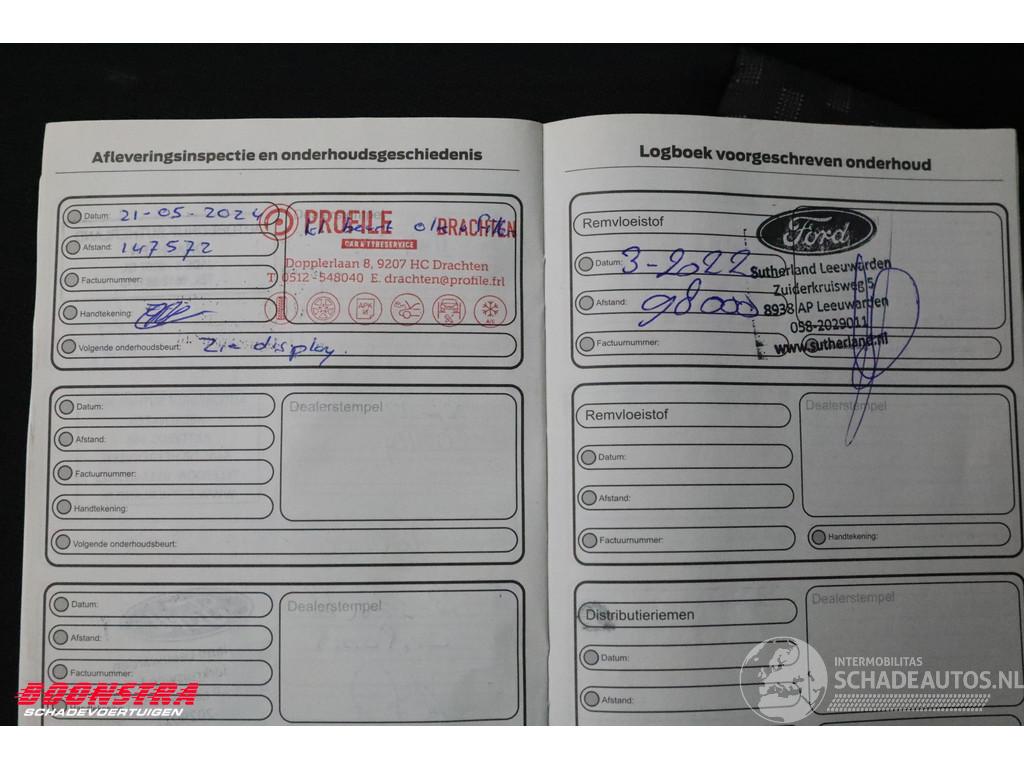 Afleveringsinspectie en onderhoudsgeschiedenis
Datum: 21-05-2024
Afstand: 147572
Factuurnummer:
Handtekening:
Volgende onderhoudsbeurt: Zie display.
PROFILE DRACHTEN
CAR & TYRESERVICE
Dopplerlaan 8, 9207 HC Drachten
T. 0512-548040 E. drachten@profile.frl
APK
A/C
Datum:
Afstand:
Factuurnummer:
Handtekening:
Volgende onderhoudsbeurt:
Dealerstempel
Datum:
Afstand:
Factuurnummer:
Dealerstempel
Logboek voorgeschreven onderhoud
Remvloeistof
Datum: 3-2022
Afstand: 98000
Factuurnummer:
Ford
Sutherland Leeuwarden
Zuiderkruisweg 5
8938 AP Leeuwarden
058-2029011
www.sutherland.nl
Remvloeistof
Datum:
Afstand:
Factuurnummer:
Dealerstempel
Handtekening:
Distributieriemen
Datum:
Afstand:
Dealerstempel
BOONSTRA
SCHADEVOERTUIGEN
INTERMOBILITAS
SCHADEAUTOS.NL